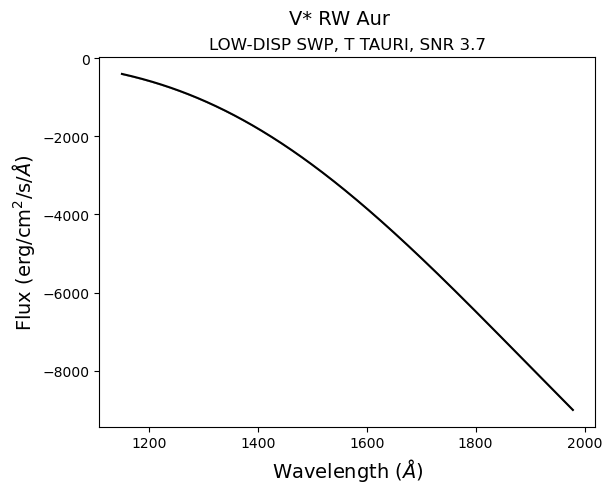 V* RW Aur
LOW-DISP SWP, T TAURI, SNR 3.7
Flux (erg/cm²/s/Å)
0
−2000
−4000
−6000
−8000
1200
1400
1600
1800
2000
Wavelength (Å)